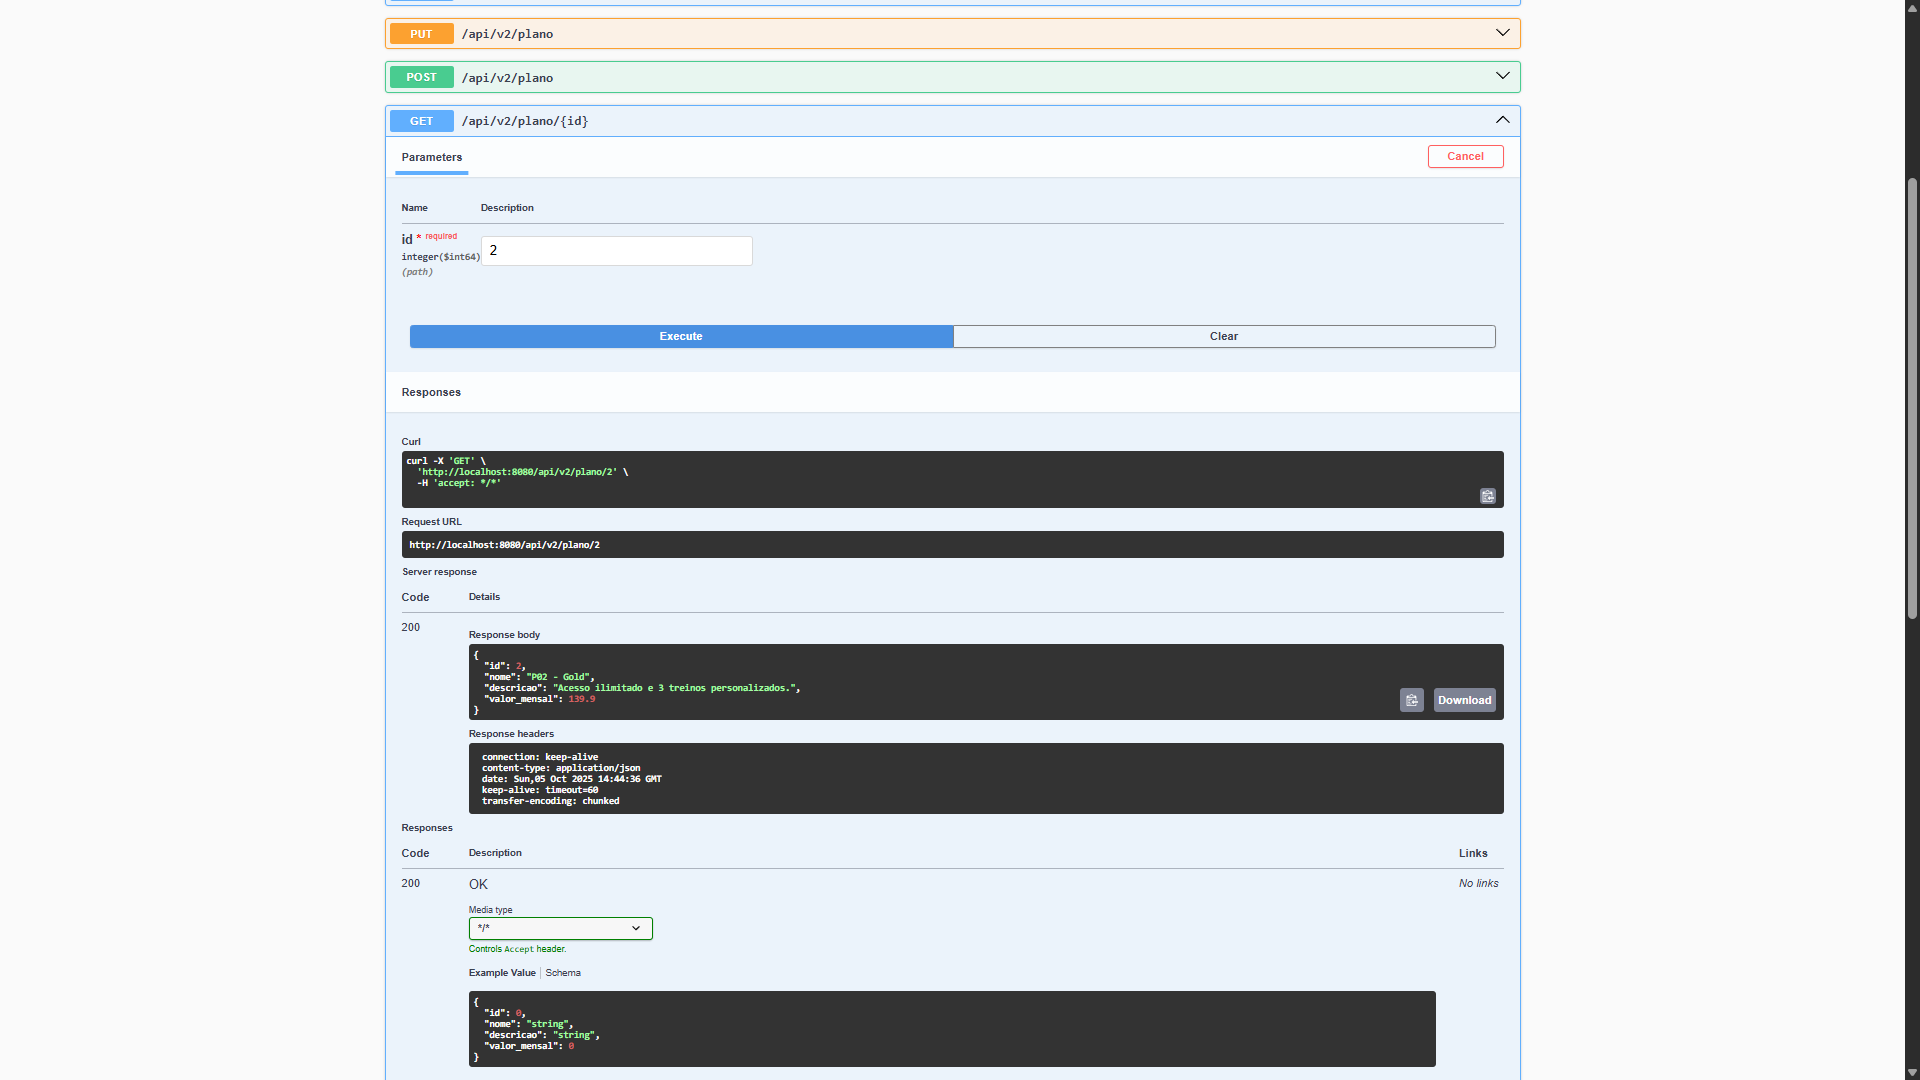 PUT /api/v2/plano
POST /api/v2/plano
GET /api/v2/plano/{id}
Parameters
Cancel
Name Description
id * required
integer($int64)
(path)
2
Execute Clear
Responses
Curl
curl -X 'GET' \
  'http://localhost:8080/api/v2/plano/2' \
  -H 'accept: */*'
Request URL
http://localhost:8080/api/v2/plano/2
Server response
Code Details
200
Response body
{
  "id": 2,
  "nome": "P02 - Gold",
  "descricao": "Acesso ilimitado e 3 treinos personalizados.",
  "valor_mensal": 139.9
}
Download
Response headers
connection: keep-alive
content-type: application/json
date: Sun,05 Oct 2025 14:44:36 GMT
keep-alive: timeout=60
transfer-encoding: chunked
Responses
Code Description Links
200 OK No links
Media type
*/*
Controls Accept header.
Example Value Schema
{
  "id": 0,
  "nome": "string",
  "descricao": "string",
  "valor_mensal": 0
}